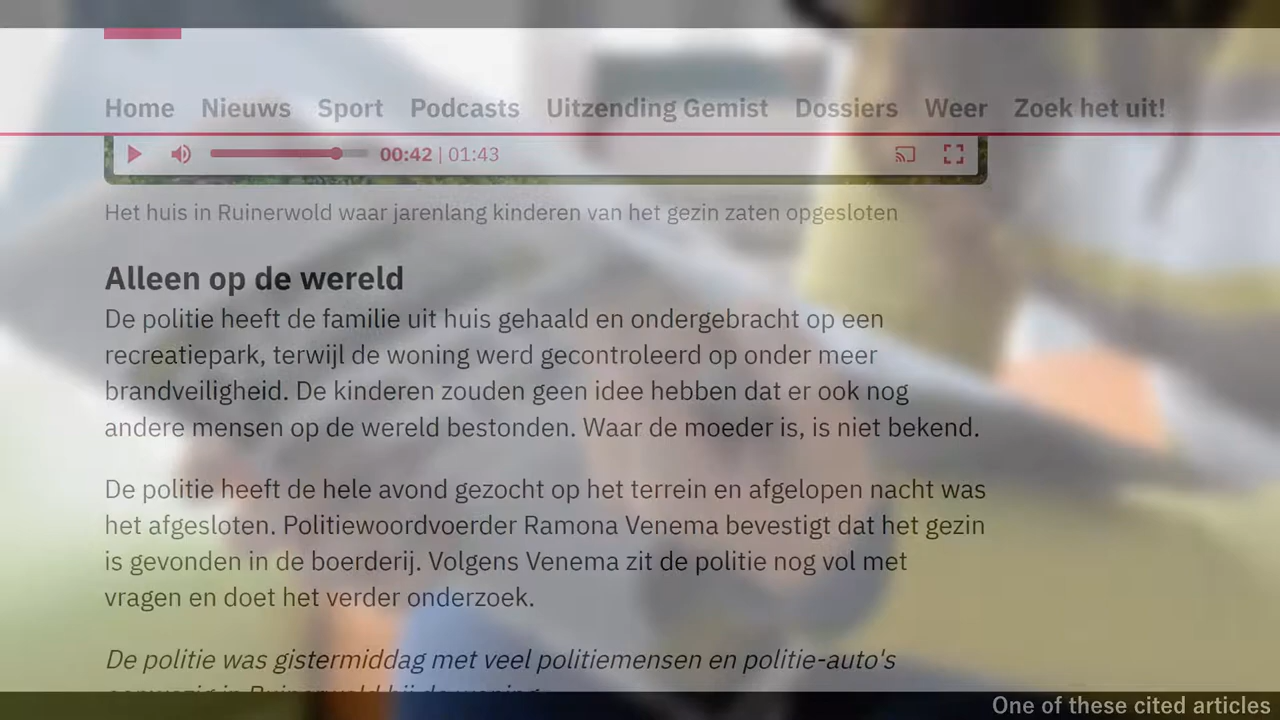 Home Nieuws Sport Podcasts Uitzending Gemist Dossiers Weer Zoek het uit!
00:42 | 01:43
Het huis in Ruinerwold waar jarenlang kinderen van het gezin zaten opgesloten
Alleen op de wereld
De politie heeft de familie uit huis gehaald en ondergebracht op een
recreatiepark, terwijl de woning werd gecontroleerd op onder meer
brandveiligheid. De kinderen zouden geen idee hebben dat er ook nog
andere mensen op de wereld bestonden. Waar de moeder is, is niet bekend.
De politie heeft de hele avond gezocht op het terrein en afgelopen nacht was
het afgesloten. Politiewoordvoerder Ramona Venema bevestigt dat het gezin
is gevonden in de boerderij. Volgens Venema zit de politie nog vol met
vragen en doet het verder onderzoek.
De politie was gistermiddag met veel politiemensen en politie-auto's
aanwezig in Ruinerwold bij de woning
One of these cited articles